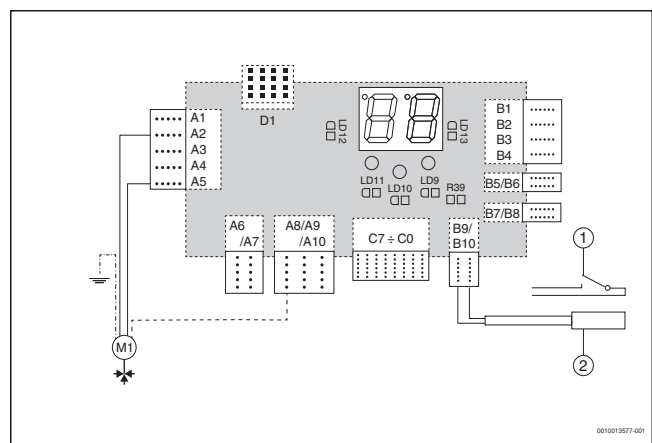 D1
LD12
LD13
LD11
LD10
LD9
R39
A1
A2
A3
A4
A5
B1
B2
B3
B4
B5/B6
B7/B8
A6
/A7
A8/A9
/A10
C7÷C0
B9/
B10
1
2
M1
0010013577-001